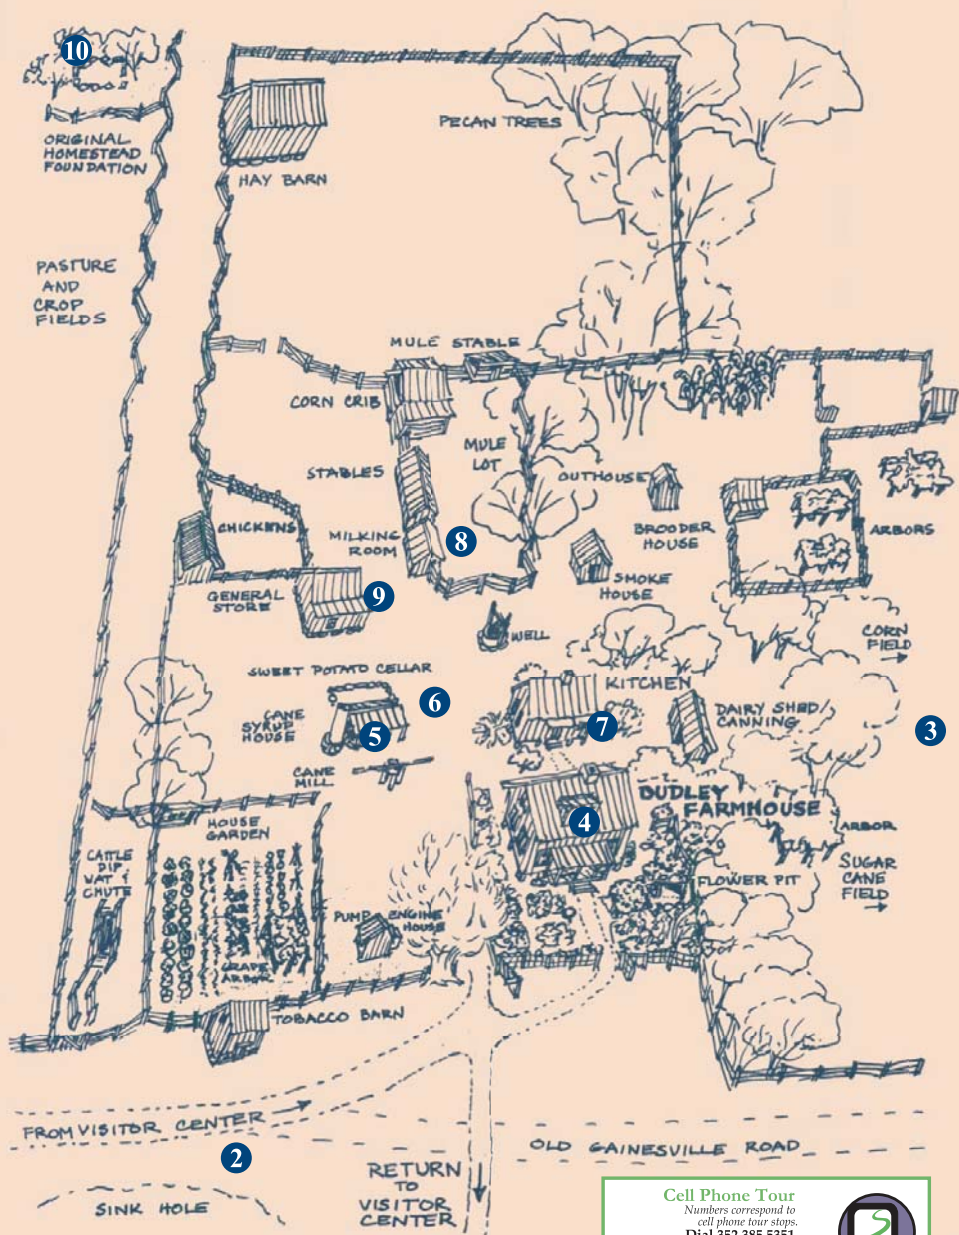 10
ORIGINAL
HOMESTEAD
FOUNDATION
HAY BARN
PECAN TREES
PASTURE
AND
CROP
FIELDS
MULE STABLE
CORN CRIB
MULE
LOT
STABLES
OUTHOUSE
CHICKENS
MILKING
ROOM
8
BROODER
HOUSE
ARBORS
GENERAL
STORE
9
SMOKE
HOUSE
WELL
CORN
FIELD
SWEET POTATO CELLAR
KITCHEN
6
CANE
SYRUP
HOUSE
5
7
DAIRY SHED/
CANNING
3
CANE
MILL
DUDLEY
FARMHOUSE
4
HOUSE
GARDEN
ARBOR
CATTLE
DIP
VAT &
CHUTE
SUGAR
CANE
FIELD
FLOWER PIT
PUMP ENGINE
HOUSE
GRAPE
ARBOR
TOBACCO BARN
FROM VISITOR CENTER
OLD GAINESVILLE ROAD
2
RETURN
TO
VISITOR
CENTER
SINK HOLE
Cell Phone Tour
Numbers correspond to
cell phone tour stops.
Dial 352.385.5351